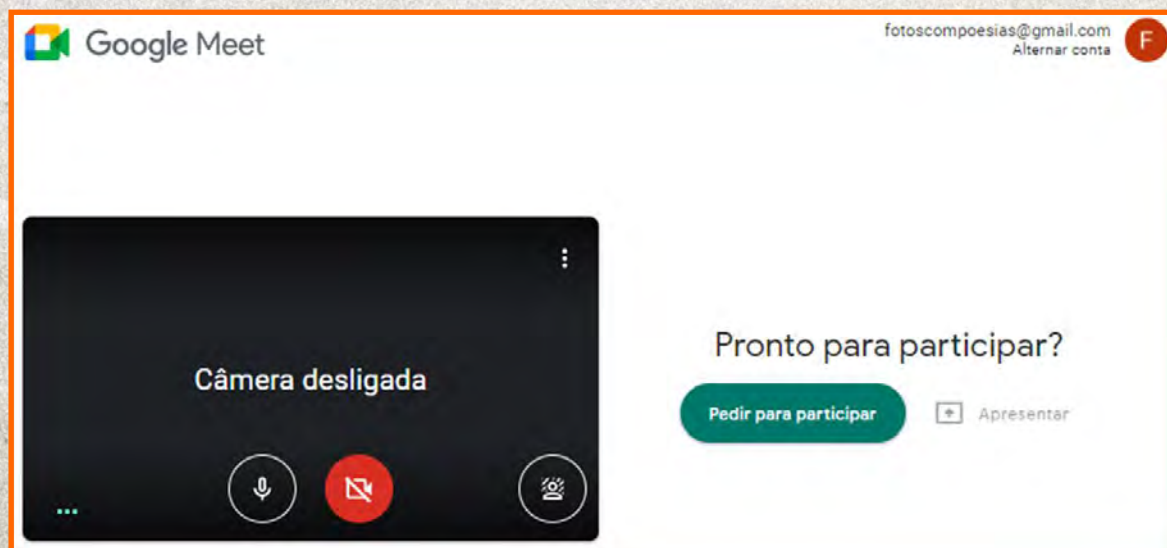 Google Meet
fotoscompoesias@gmail.com
Alternar conta
F
Câmera desligada
Pronto para participar?
Pedir para participar
Apresentar